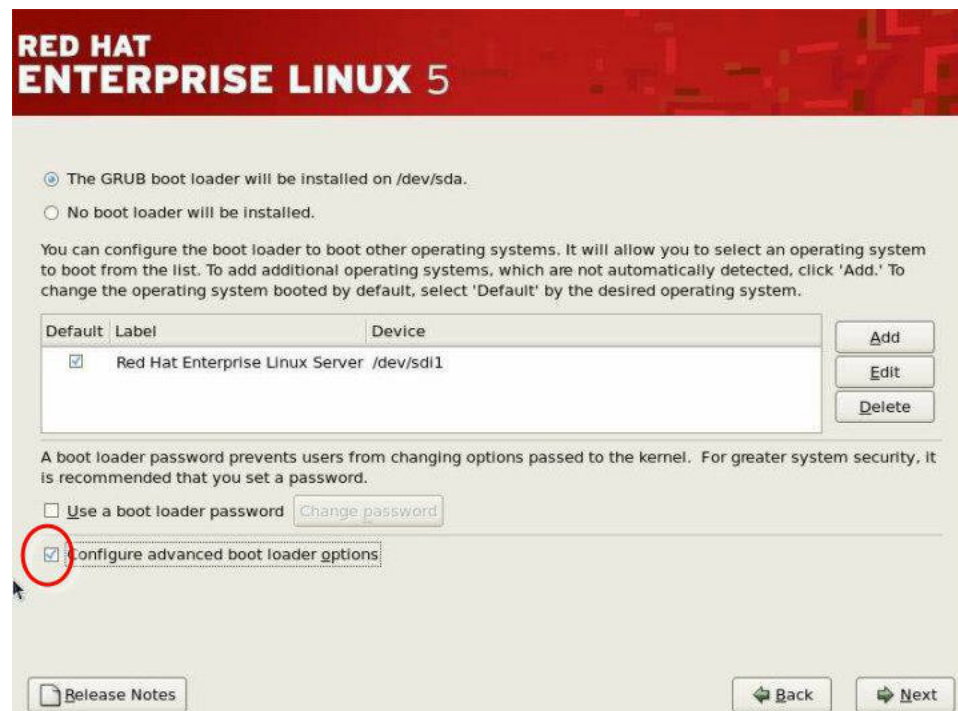 RED HAT
ENTERPRISE LINUX 5
The GRUB boot loader will be installed on /dev/sda.
No boot loader will be installed.
You can configure the boot loader to boot other operating systems. It will allow you to select an operating system
to boot from the list. To add additional operating systems, which are not automatically detected, click 'Add.' To
change the operating system booted by default, select 'Default' by the desired operating system.
Default Label Device
Red Hat Enterprise Linux Server /dev/sdi1
Add
Edit
Delete
A boot loader password prevents users from changing options passed to the kernel. For greater system security, it
is recommended that you set a password.
Use a boot loader password Change password
Configure advanced boot loader options
Release Notes Back Next